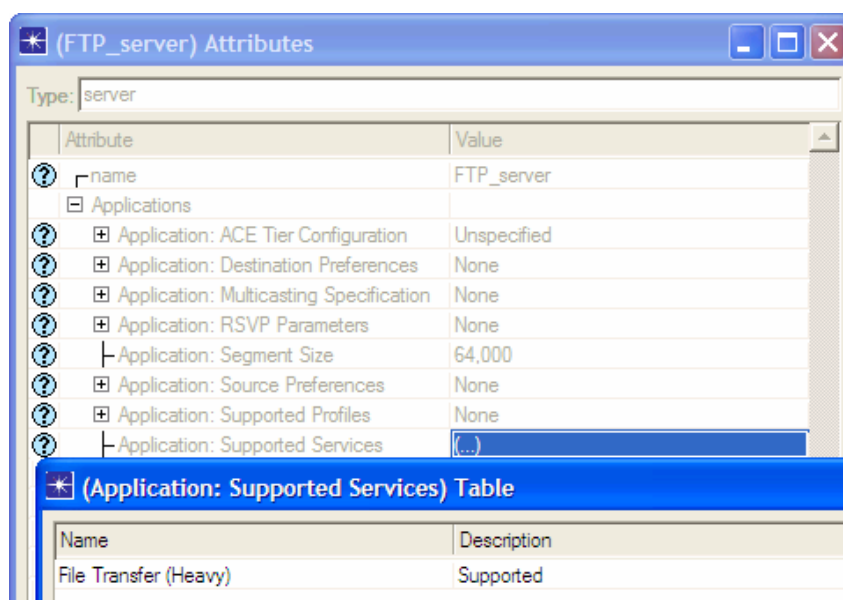 (FTP_server) Attributes
Type: server
Attribute Value
name FTP_server
Applications
Application: ACE Tier Configuration Unspecified
Application: Destination Preferences None
Application: Multicasting Specification None
Application: RSVP Parameters None
Application: Segment Size 64,000
Application: Source Preferences None
Application: Supported Profiles None
Application: Supported Services (...)
(Application: Supported Services) Table
Name Description
File Transfer (Heavy) Supported